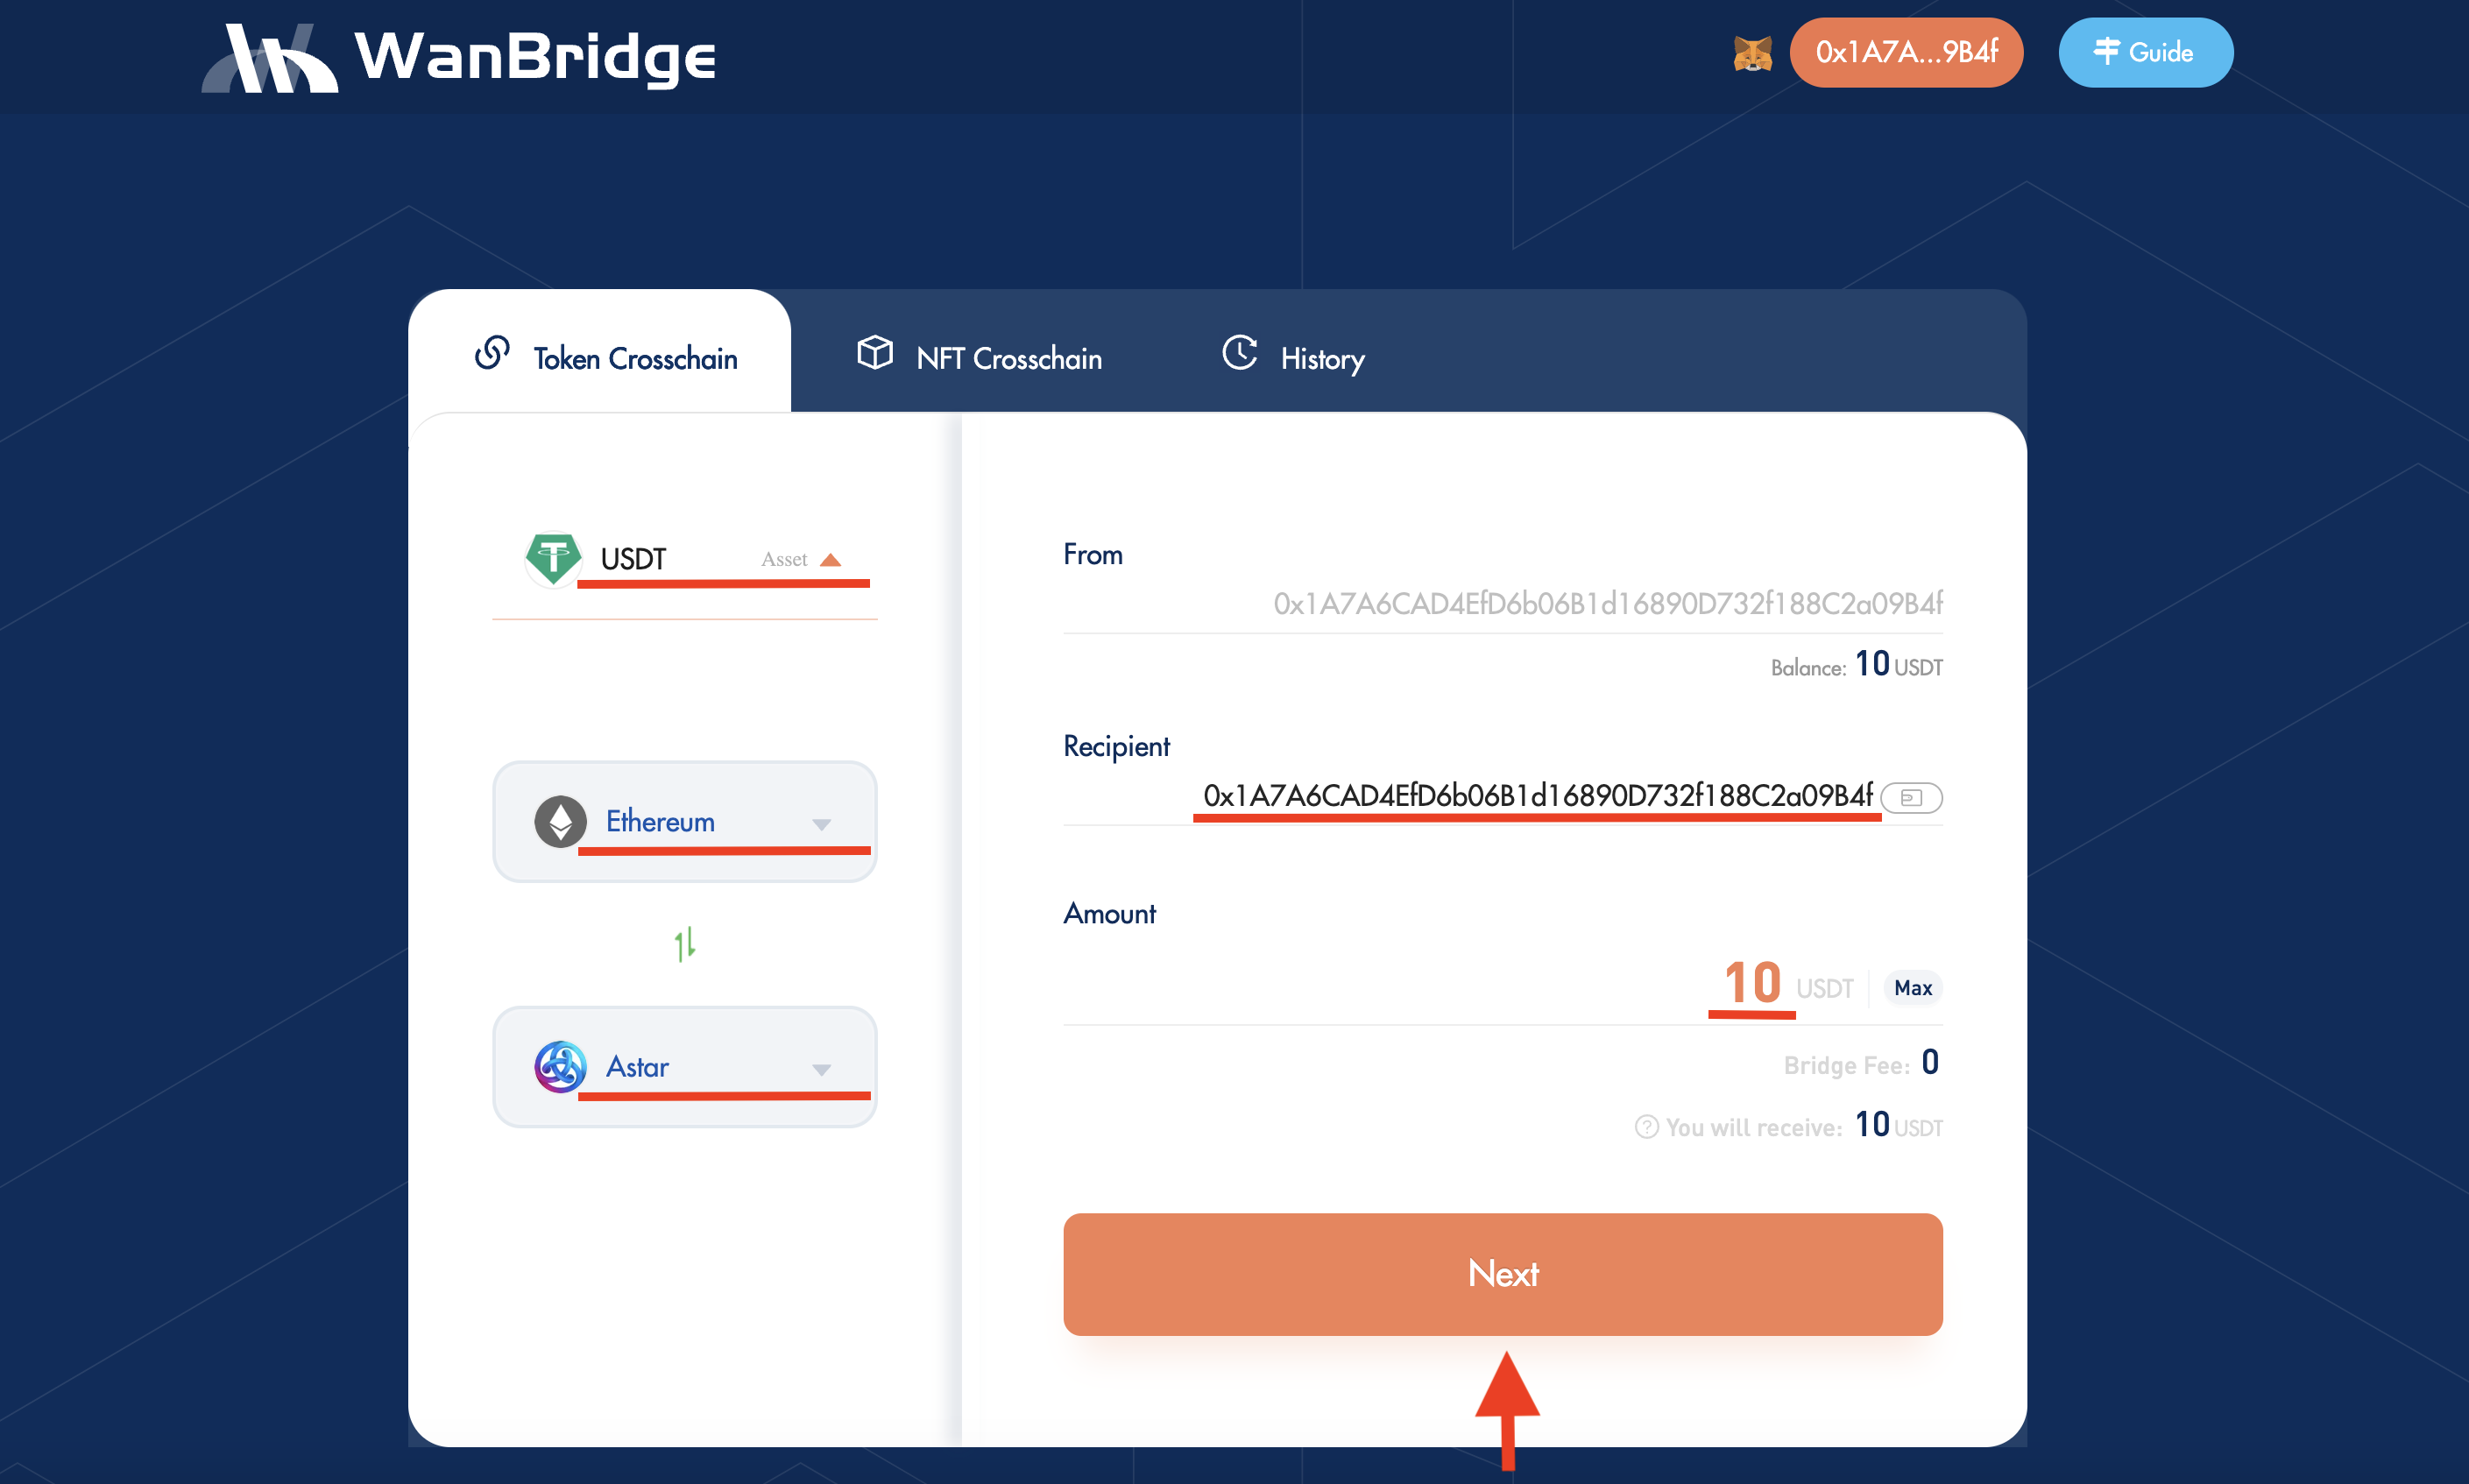 WanBridge
0x1A7A...9B4f
Guide
Token Crosschain
NFT Crosschain
History
USDT
Asset
Ethereum
Astar
From
0x1A7A6CAD4EfD6b06B1d16890D732f188C2a09B4f
Balance: 10 USDT
Recipient
0x1A7A6CAD4EfD6b06B1d16890D732f188C2a09B4f
Amount
10 USDT Max
Bridge Fee: 0
You will receive: 10 USDT
Next